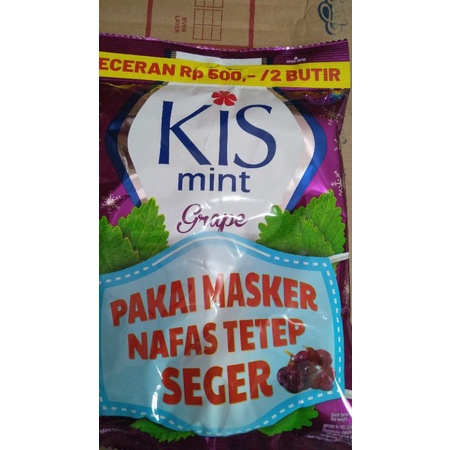 ECERAN Rp 500,- /2 BUTIR
KIS
mint
Grape
PAKAI MASKER
NAFAS TETEP
SEGER